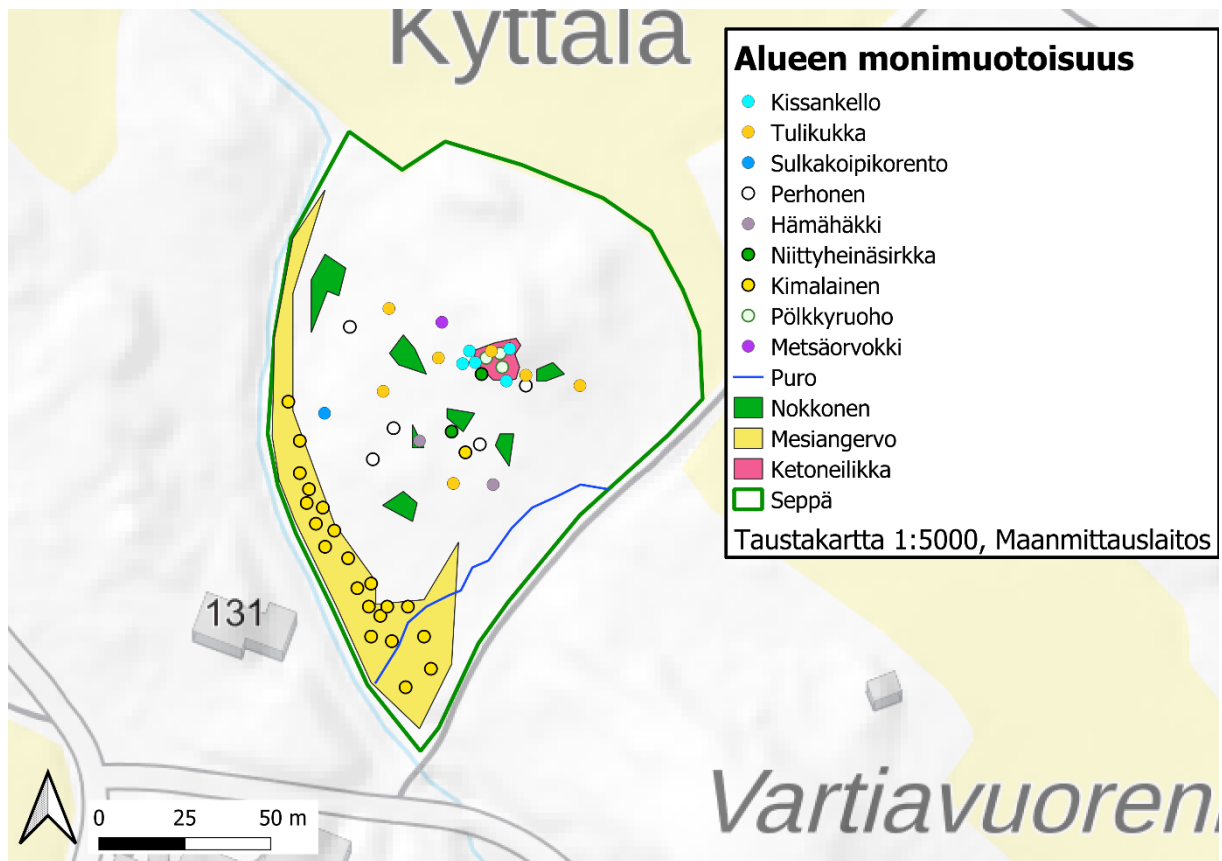 Kyttälä
Alueen monimuotoisuus
Kissankello
Tulikukka
Sulkakoipikorento
Perhonen
Hämähäkki
Niittyheinäsirkka
Kimalainen
Pölkkyruoho
Metsäorvokki
Puro
Nokkonen
Mesiangervo
Ketoneilikka
Seppä
Taustakartta 1:5000, Maanmittauslaitos
131
Vartiavuoren
0 25 50 m